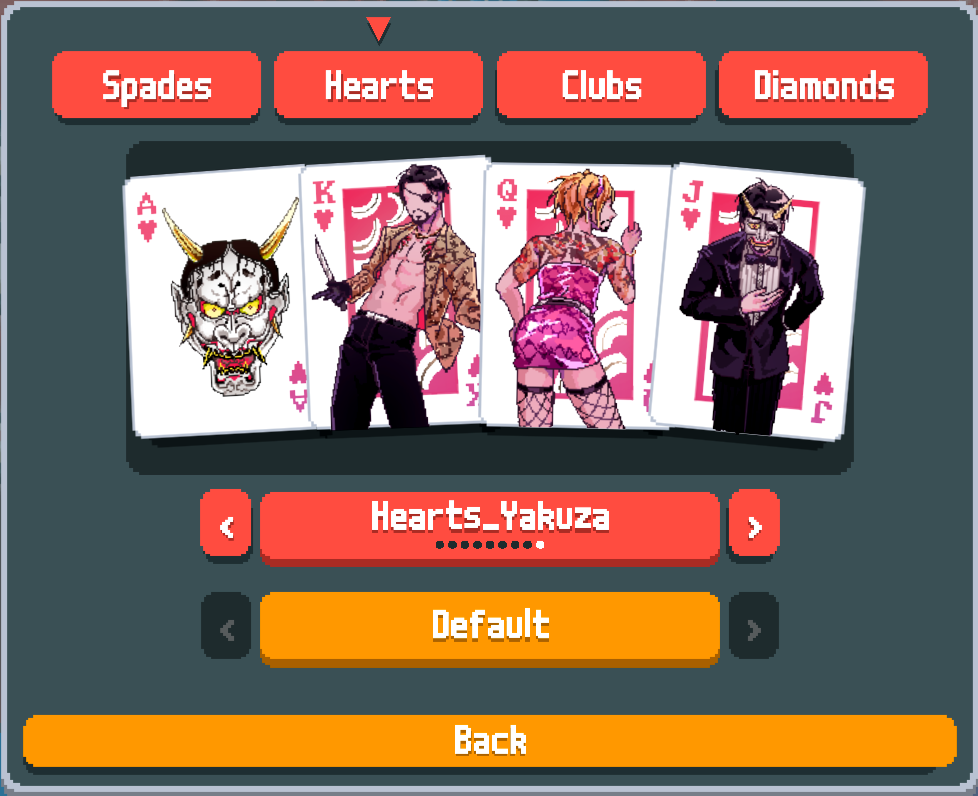 Spades
Hearts
Clubs
Diamonds
A
K
Q
J
A
K
J
<
Hearts_Yakuza
>
<
Default
>
Back